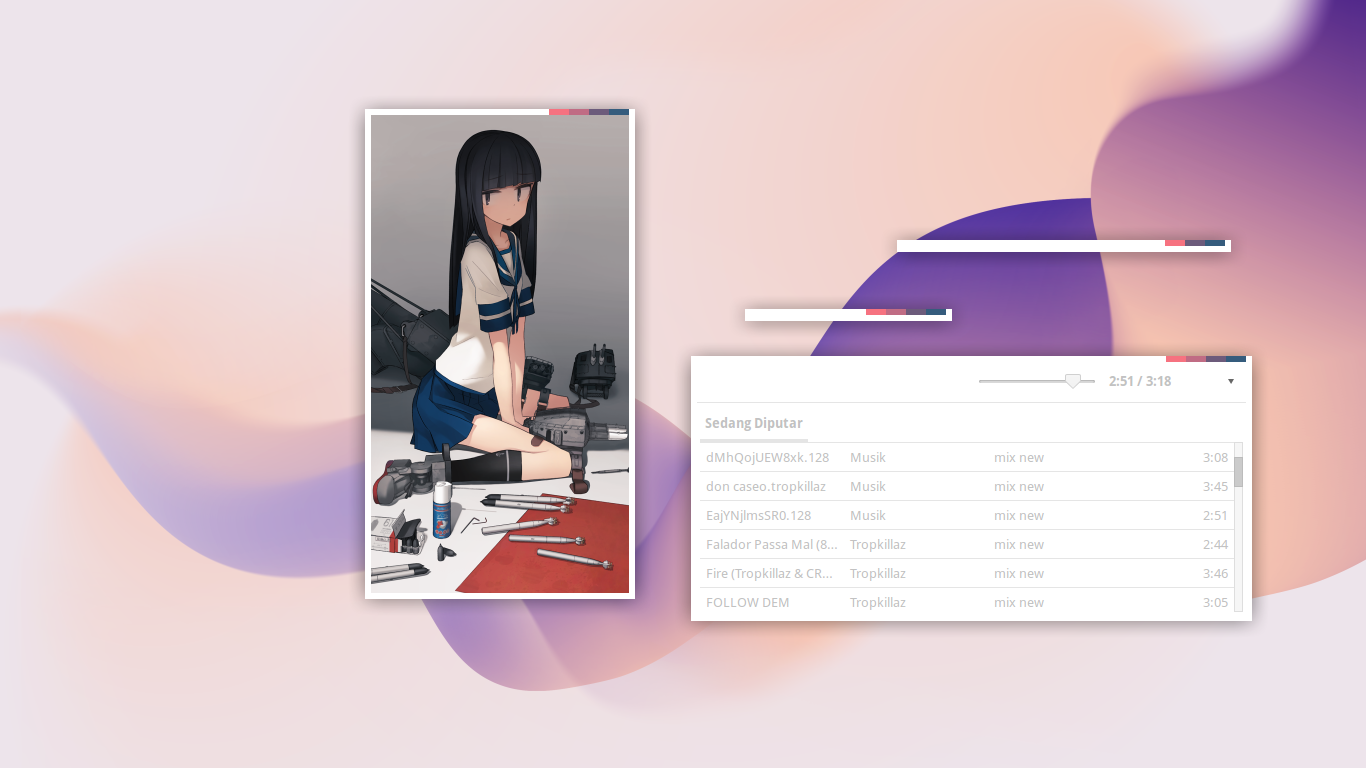 2:51 / 3:18
Sedang Diputar
dMhQojUEW8xk.128 Musik mix new 3:08
don caseo.tropkillaz Musik mix new 3:45
EajYNjlmsSR0.128 Musik mix new 2:51
Falador Passa Mal (8... Tropkillaz mix new 2:44
Fire (Tropkillaz & CR... Tropkillaz mix new 3:46
FOLLOW DEM Tropkillaz mix new 3:05